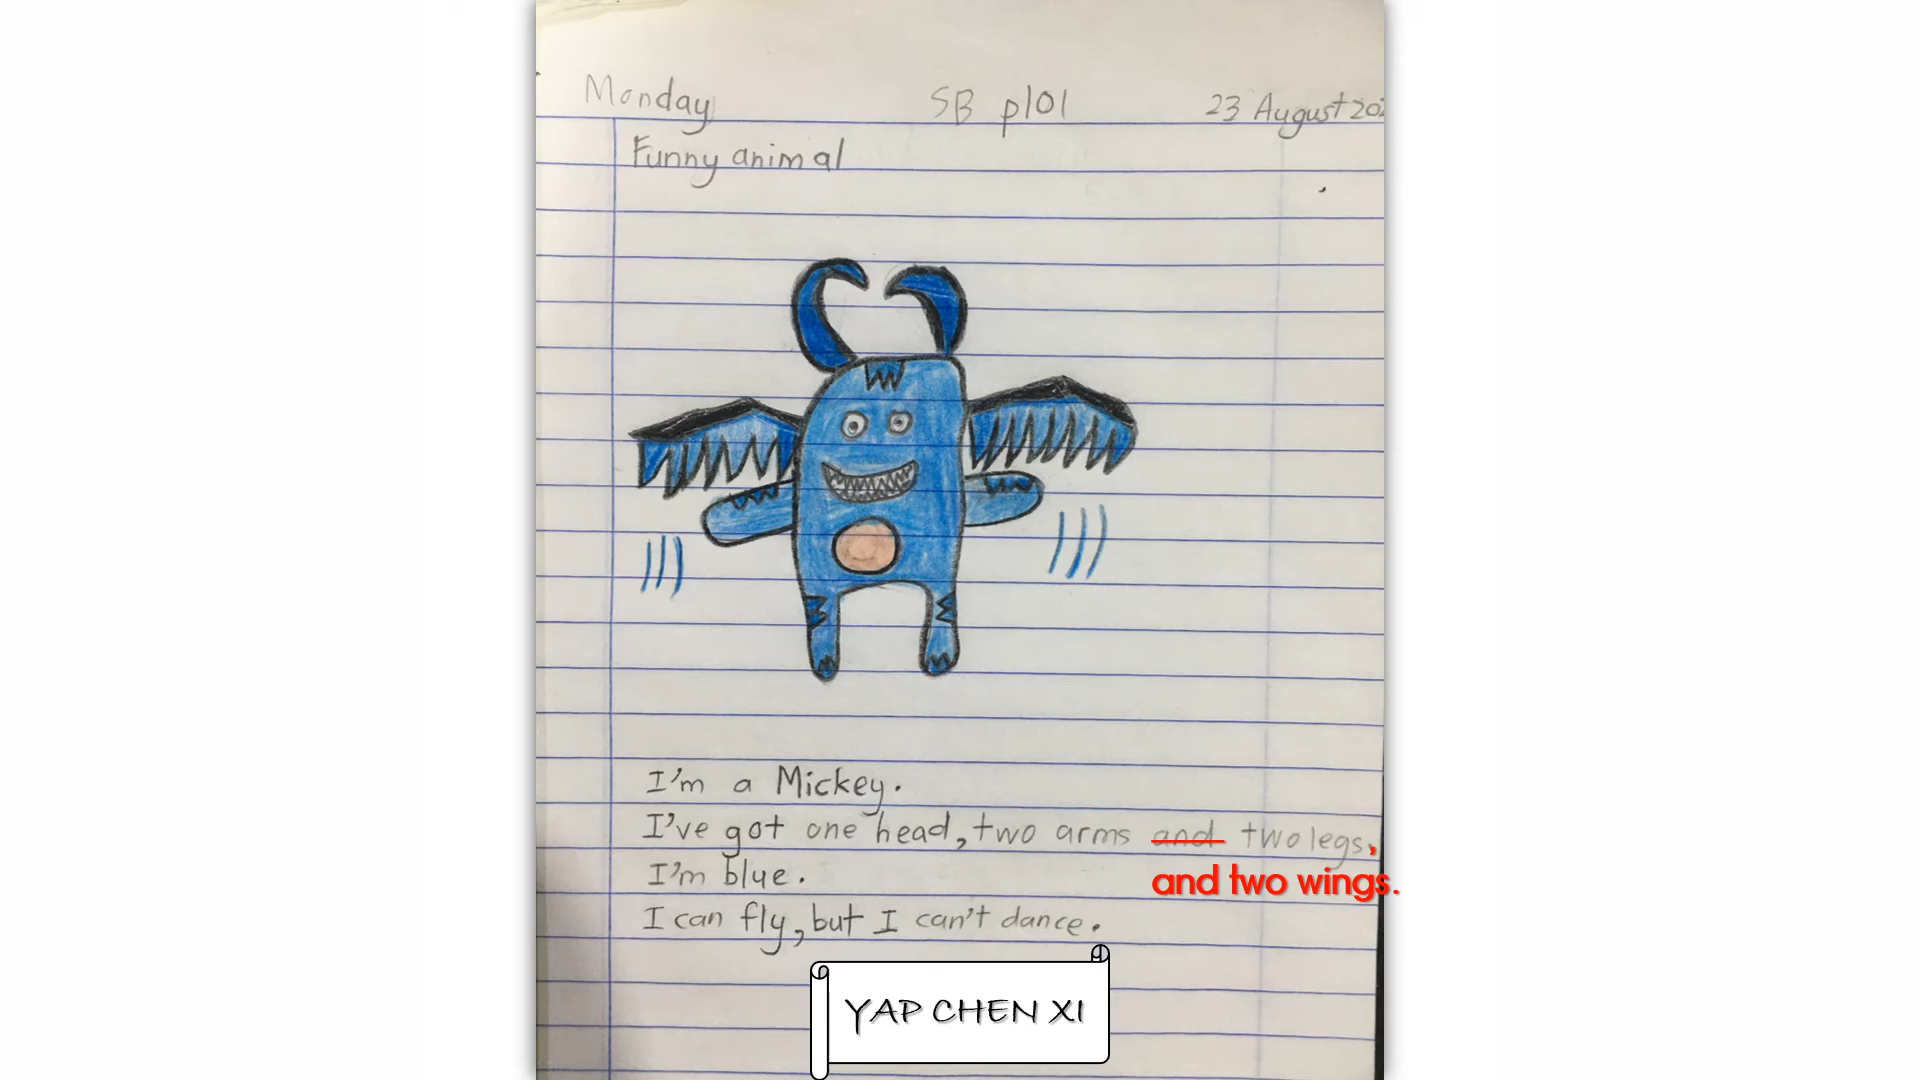 Monday SB p101 23 August 202
Funny animal
I'm a Mickey.
I've got one head, two arms and two legs,
and two wings.
I'm blue.
I can fly, but I can't dance.
YAP CHEN XI